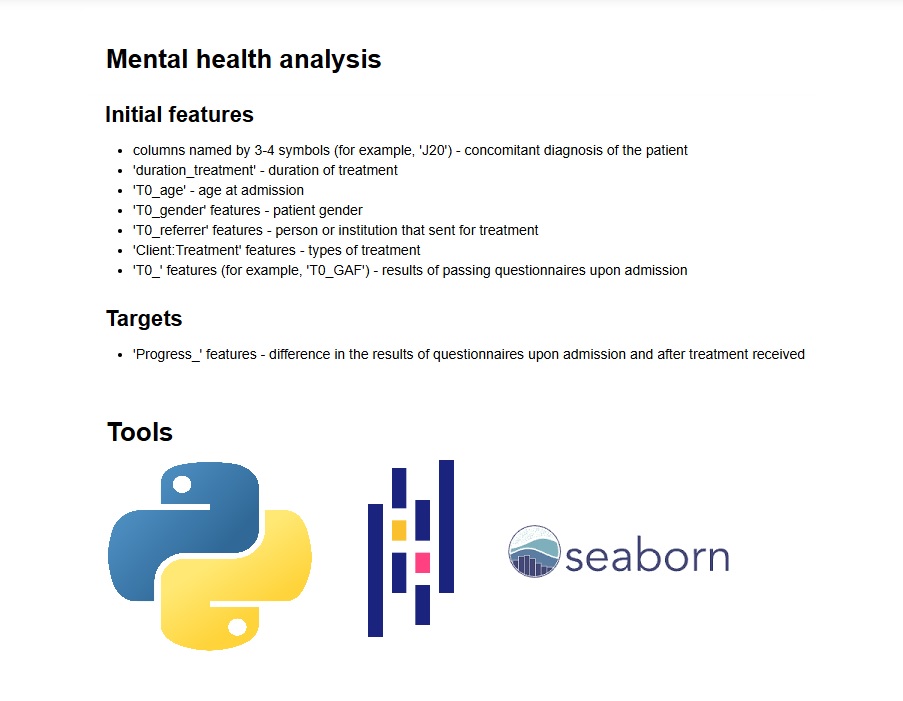 Mental health analysis
Initial features
columns named by 3-4 symbols (for example, 'J20') - concomitant diagnosis of the patient
'duration_treatment' - duration of treatment
'T0_age' - age at admission
'T0_gender' features - patient gender
'T0_referrer' features - person or institution that sent for treatment
'Client:Treatment' features - types of treatment
'T0_' features (for example, 'T0_GAF') - results of passing questionnaires upon admission
Targets
'Progress_' features - difference in the results of questionnaires upon admission and after treatment received
Tools
seaborn